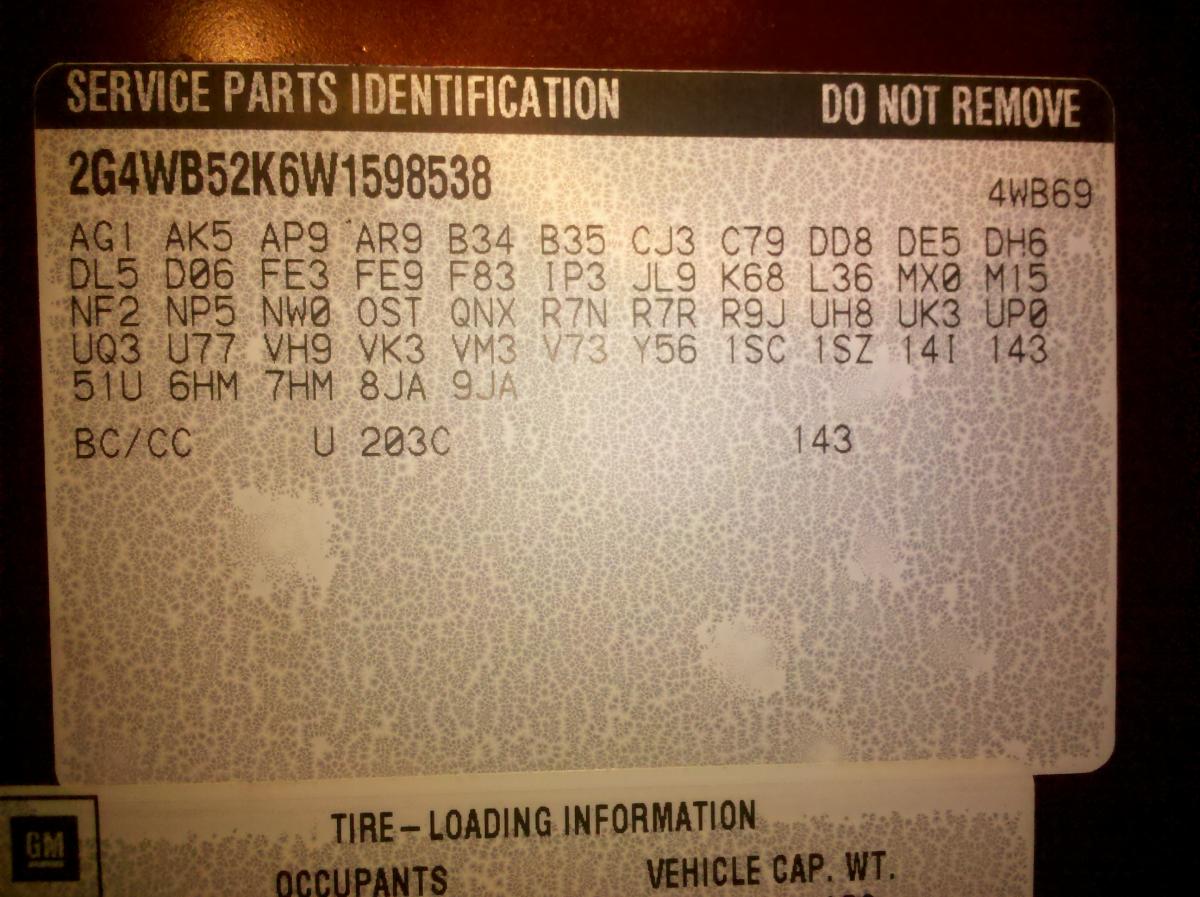 SERVICE PARTS IDENTIFICATION DO NOT REMOVE
2G4WB52K6W1598538 4WB69
AG1 AK5 AP9 AR9 B34 B35 CJ3 C79 DD8 DE5 DH6
DL5 D06 FE3 FE9 F83 IP3 JL9 K68 L36 MX0 M15
NF2 NP5 NW0 OST QNX R7N R7R R9J UH8 UK3 UP0
UQ3 U77 VH9 VK3 VM3 V73 Y56 1SC 1SZ 14I 143
51U 6HM 7HM 8JA 9JA
BC/CC U 203C 143
GM
TIRE – LOADING INFORMATION
OCCUPANTS VEHICLE CAP. WT.